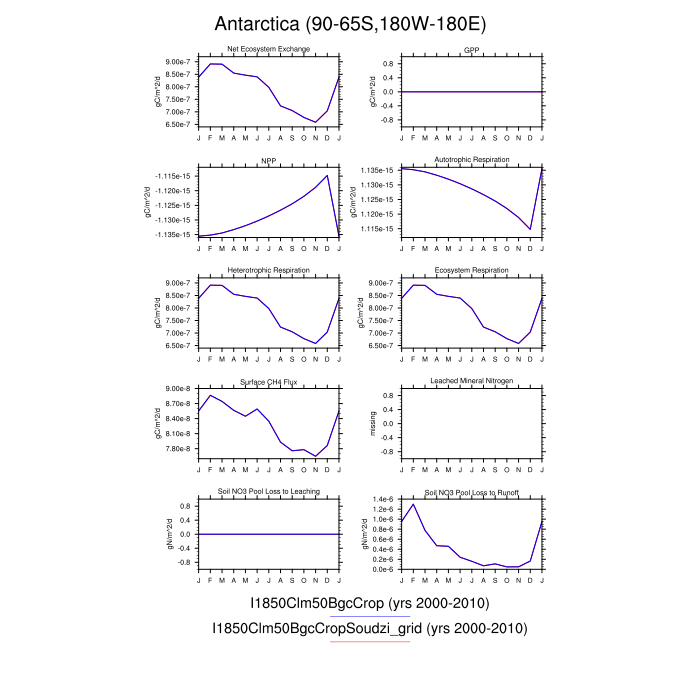 Antarctica (90-65S,180W-180E)
Net Ecosystem Exchange
gC/m^2/d
9.00e-7
8.50e-7
8.00e-7
7.50e-7
7.00e-7
6.50e-7
J F M A M J J A S O N D J
GPP
gC/m^2/d
0.8
0.4
0.0
-0.4
-0.8
J F M A M J J A S O N D J
NPP
gC/m^2/d
-1.115e-15
-1.120e-15
-1.125e-15
-1.130e-15
-1.135e-15
J F M A M J J A S O N D J
Autotrophic Respiration
gC/m^2/d
1.135e-15
1.130e-15
1.125e-15
1.120e-15
1.115e-15
J F M A M J J A S O N D J
Heterotrophic Respiration
gC/m^2/d
9.00e-7
8.50e-7
8.00e-7
7.50e-7
7.00e-7
6.50e-7
J F M A M J J A S O N D J
Ecosystem Respiration
gC/m^2/d
9.00e-7
8.50e-7
8.00e-7
7.50e-7
7.00e-7
6.50e-7
J F M A M J J A S O N D J
Surface CH4 Flux
gC/m^2/d
9.00e-8
8.70e-8
8.40e-8
8.10e-8
7.80e-8
J F M A M J J A S O N D J
Leached Mineral Nitrogen
missing
0.8
0.4
0.0
-0.4
-0.8
J F M A M J J A S O N D J
Soil NO3 Pool Loss to Leaching
gN/m^2/d
0.8
0.4
0.0
-0.4
-0.8
J F M A M J J A S O N D J
Soil NO3 Pool Loss to Runoff
gN/m^2/d
1.4e-6
1.2e-6
1.0e-6
0.8e-6
0.6e-6
0.4e-6
0.2e-6
0.0e-6
J F M A M J J A S O N D J
I1850Clm50BgcCrop (yrs 2000-2010)
I1850Clm50BgcCropSoudzi_grid (yrs 2000-2010)